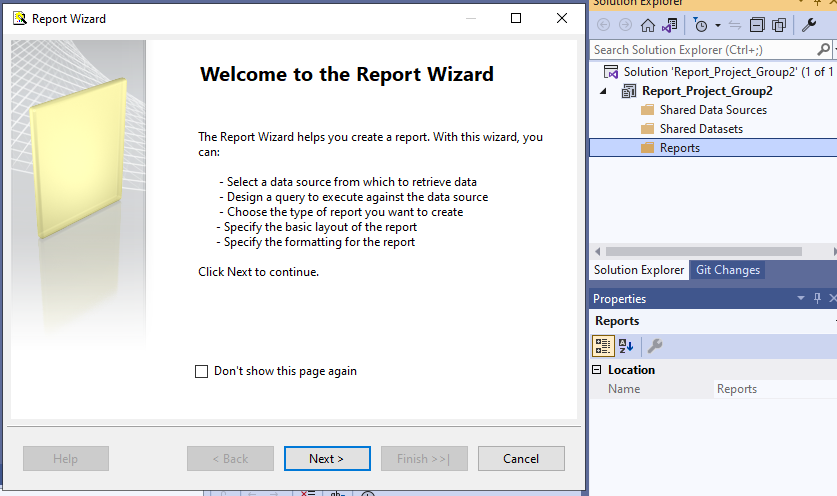 Report Wizard
Welcome to the Report Wizard
The Report Wizard helps you create a report. With this wizard, you
can:
- Select a data source from which to retrieve data
- Design a query to execute against the data source
- Choose the type of report you want to create
- Specify the basic layout of the report
- Specify the formatting for the report
Click Next to continue.
Don't show this page again
Help
< Back
Next >
Finish >>|
Cancel
Solution Explorer
Search Solution Explorer (Ctrl+;)
Solution 'Report_Project_Group2' (1 of 1
Report_Project_Group2
Shared Data Sources
Shared Datasets
Reports
Solution Explorer
Git Changes
Properties
Reports
Location
Name
Reports